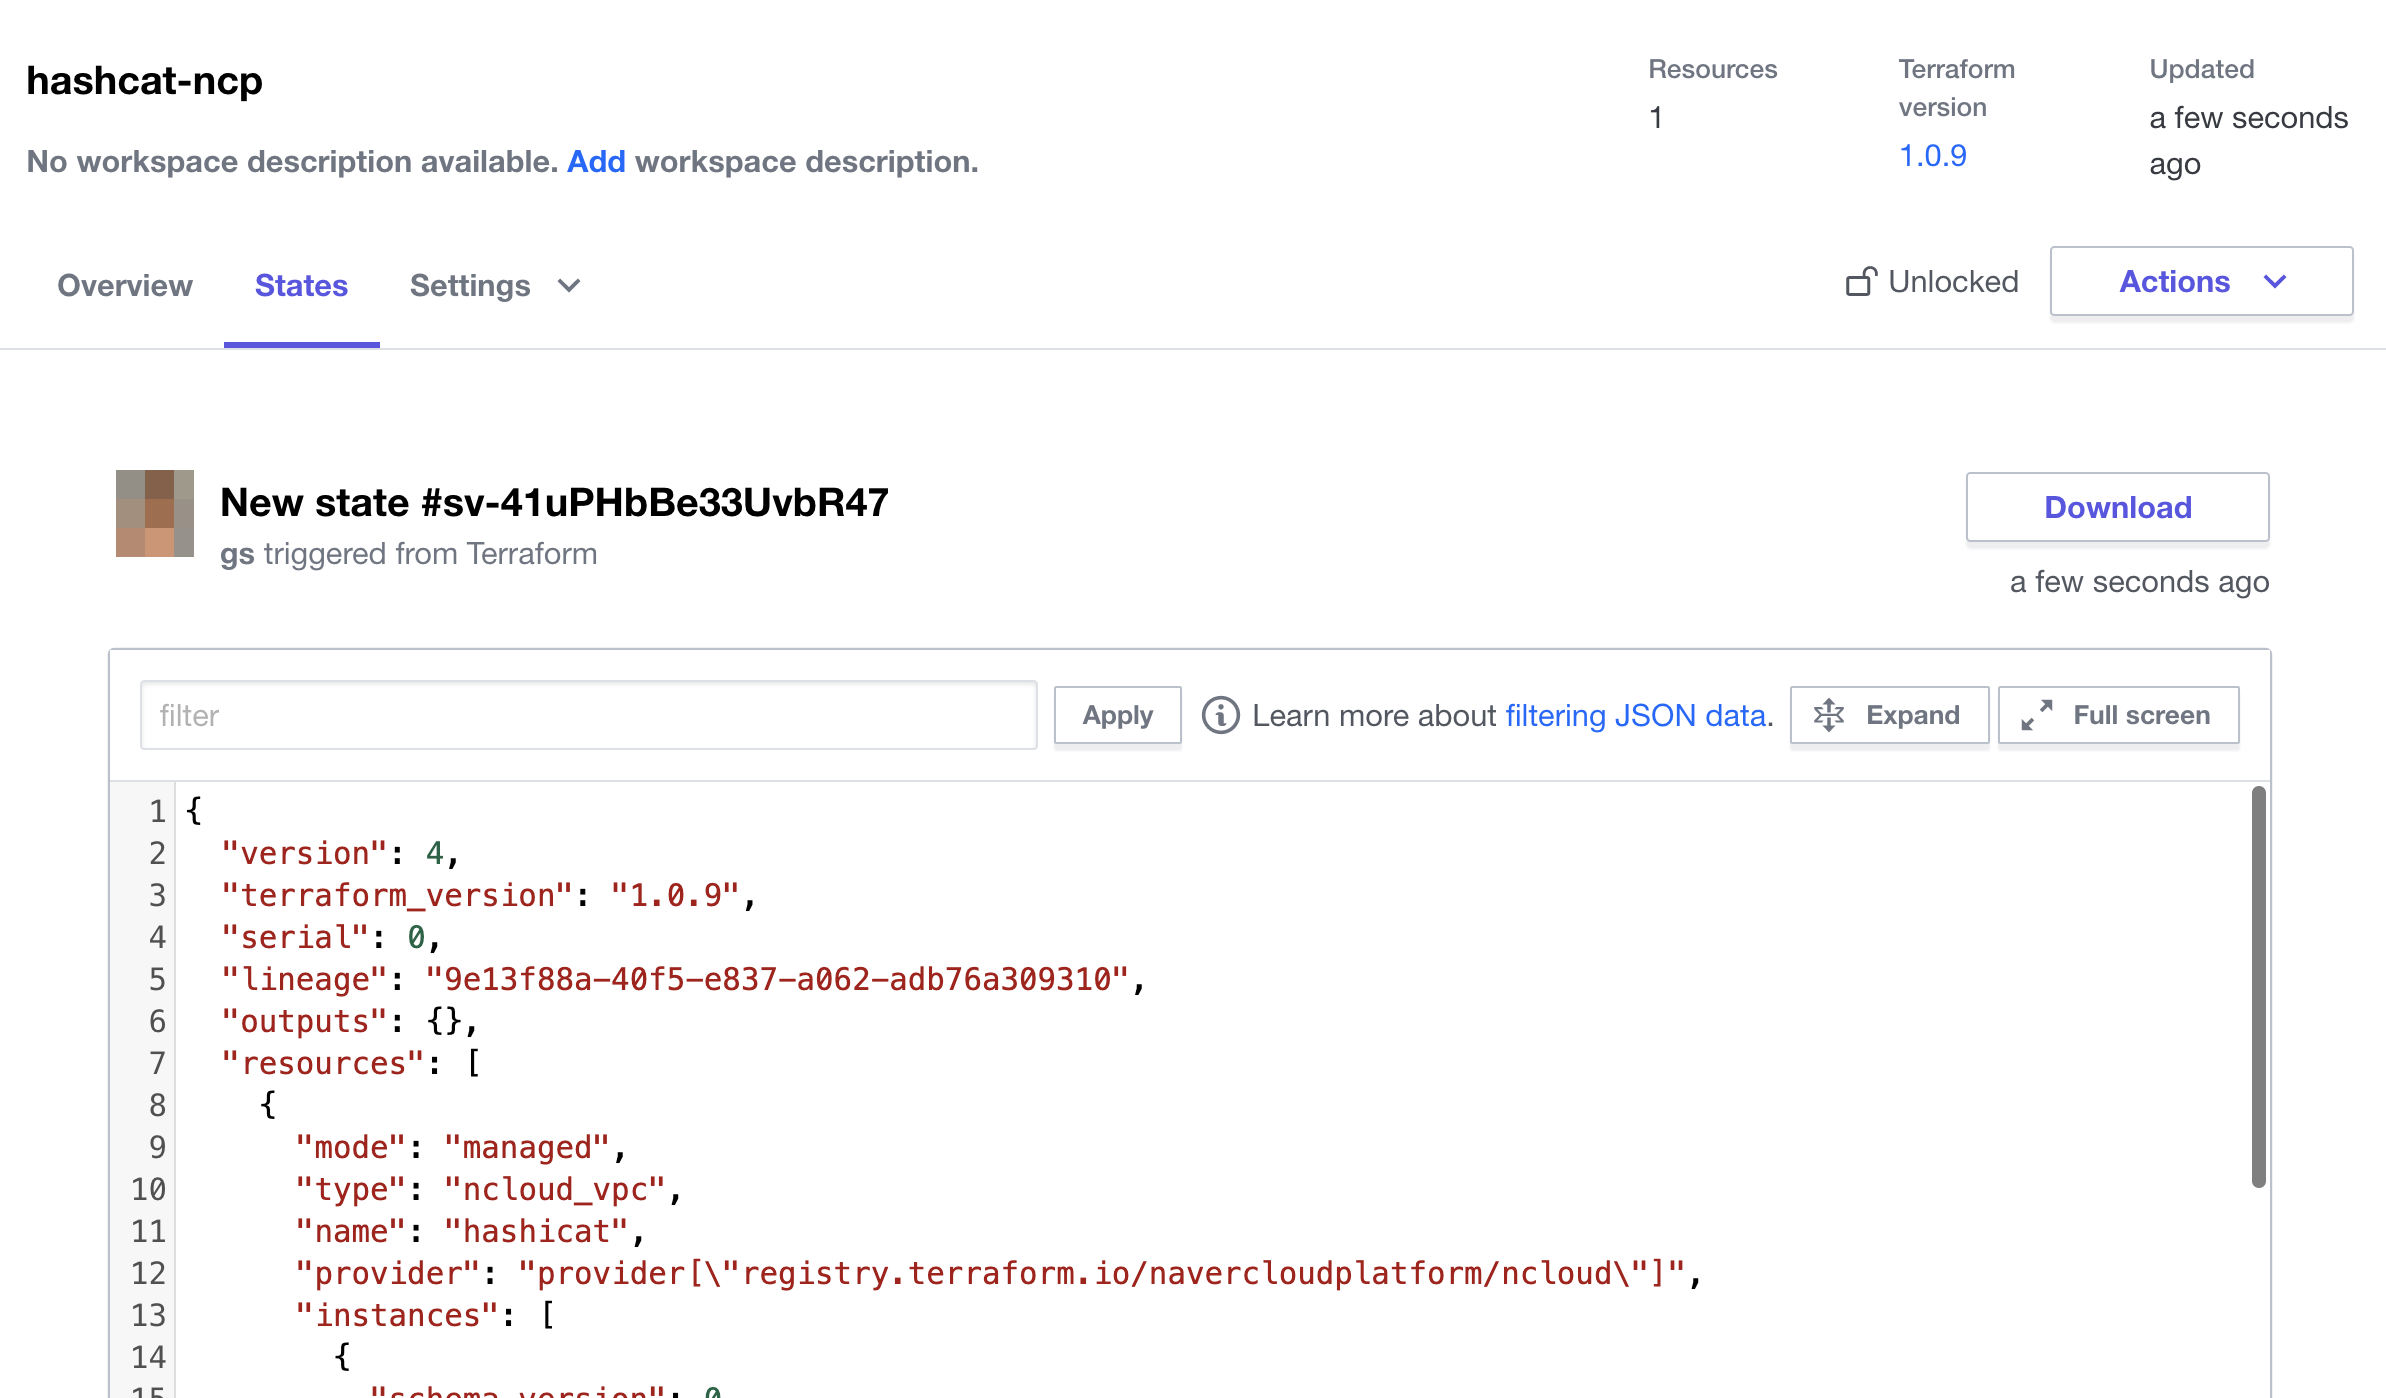 hashcat-ncp
No workspace description available. Add workspace description.
Resources
1
Terraform
version
1.0.9
Updated
a few seconds
ago
Overview
States
Settings
Unlocked
Actions
New state #sv-41uPHbBe33UvbR47
gs triggered from Terraform
Download
a few seconds ago
filter
Apply
Learn more about filtering JSON data.
Expand
Full screen
1 {
2 "version": 4,
3 "terraform_version": "1.0.9",
4 "serial": 0,
5 "lineage": "9e13f88a-40f5-e837-a062-adb76a309310",
6 "outputs": {},
7 "resources": [
8 {
9 "mode": "managed",
10 "type": "ncloud_vpc",
11 "name": "hashicat",
12 "provider": "provider[\"registry.terraform.io/navercloudplatform/ncloud\"]",
13 "instances": [
14 {
15 "schema_version": 0